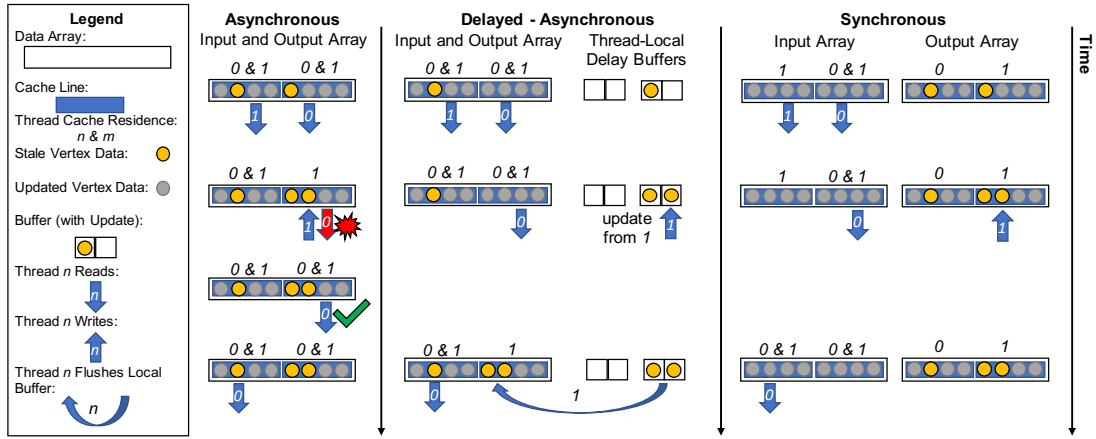 Legend
Data Array:
Cache Line:
Thread Cache Residence:
n & m
Stale Vertex Data:
Updated Vertex Data:
Buffer (with Update):
Thread n Reads:
n
Thread n Writes:
n
Thread n Flushes Local
Buffer:
n
Asynchronous
Input and Output Array
0 & 1 0 & 1
1 0
0 & 1 1
1 0
0 & 1 0 & 1
0
0 & 1 0 & 1
0
Delayed - Asynchronous
Input and Output Array
Thread-Local
Delay Buffers
0 & 1 0 & 1
1 0
0 & 1 0 & 1
0
update
from 1
1
0 & 1 1
0
1
Synchronous
Input Array Output Array
1 0 & 1 0 1
1 0
1 0 & 1 0 1
0 1
0 & 1 0 & 1 0 1
0
Time